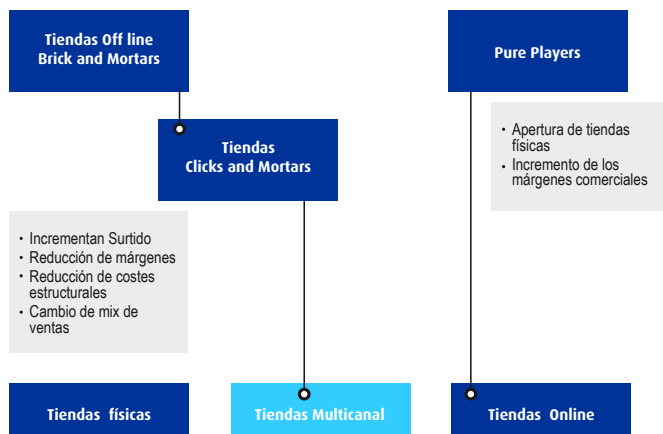 Tiendas Off line
Brick and Mortars
Pure Players
Tiendas
Clicks and Mortars
• Apertura de tiendas
físicas
• Incremento de los
márgenes comerciales
• Incrementan Surtido
• Reducción de márgenes
• Reducción de costes
estructurales
• Cambio de mix de
ventas
Tiendas físicas
Tiendas Multicanal
Tiendas Online